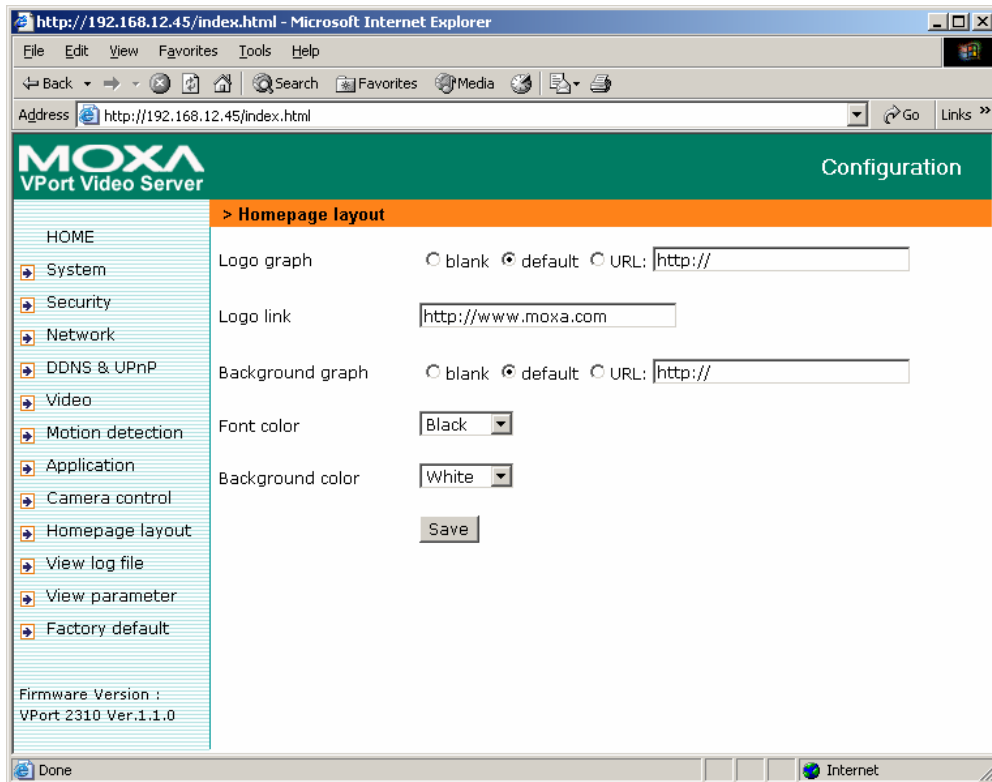 http://192.168.12.45/index.html - Microsoft Internet Explorer
File Edit View Favorites Tools Help
Back Search Favorites Media
Address http://192.168.12.45/index.html Go Links »
MOXA
VPort Video Server
Configuration
> Homepage layout
HOME
System
Security
Network
DDNS & UPnP
Video
Motion detection
Application
Camera control
Homepage layout
View log file
View parameter
Factory default
Firmware Version :
VPort 2310 Ver.1.1.0
Logo graph blank default URL: http://
Logo link http://www.moxa.com
Background graph blank default URL: http://
Font color Black
Background color White
Save
Done Internet